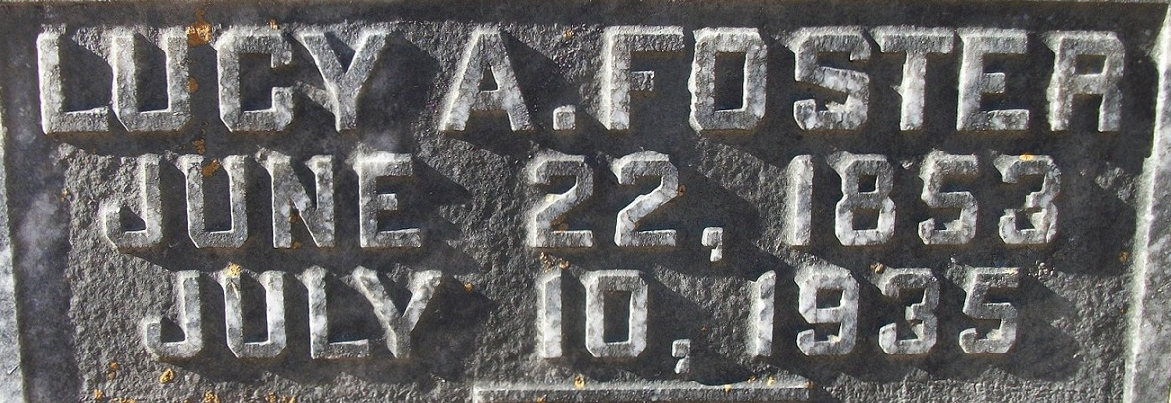 LUCY A. FOSTER
JUNE 22, 1853
JULY 10, 1935